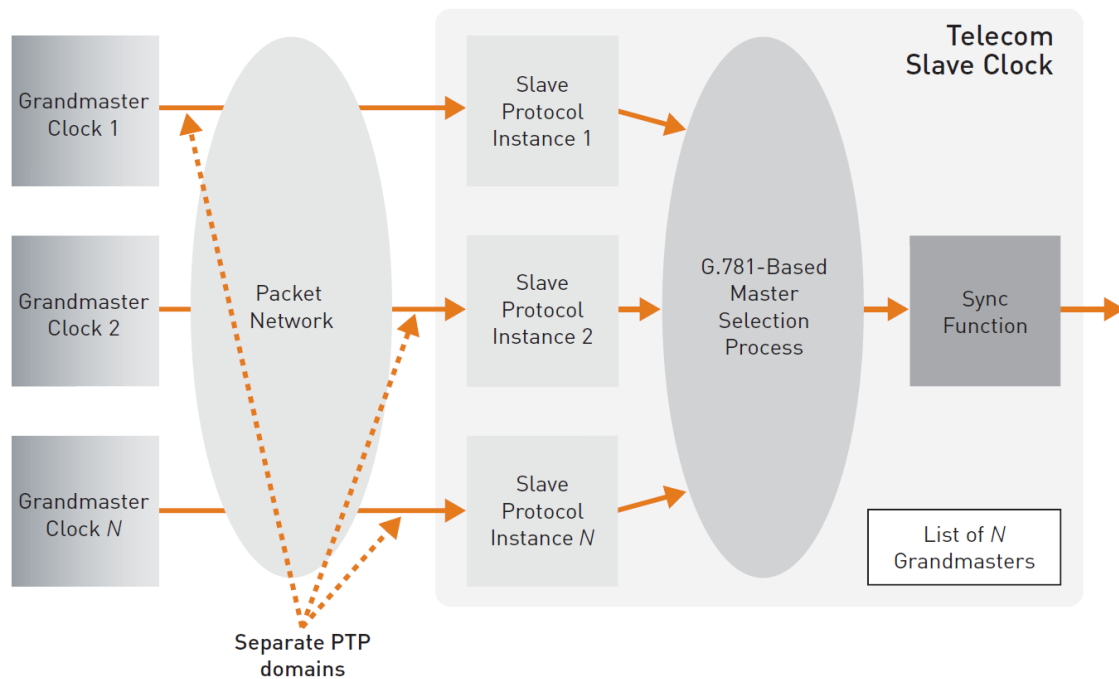 Telecom
Slave Clock
Grandmaster
Clock 1
Slave
Protocol
Instance 1
Grandmaster
Clock 2
Packet
Network
Slave
Protocol
Instance 2
G.781-Based
Master
Selection
Process
Sync
Function
Grandmaster
Clock N
Slave
Protocol
Instance N
List of N
Grandmasters
Separate PTP
domains